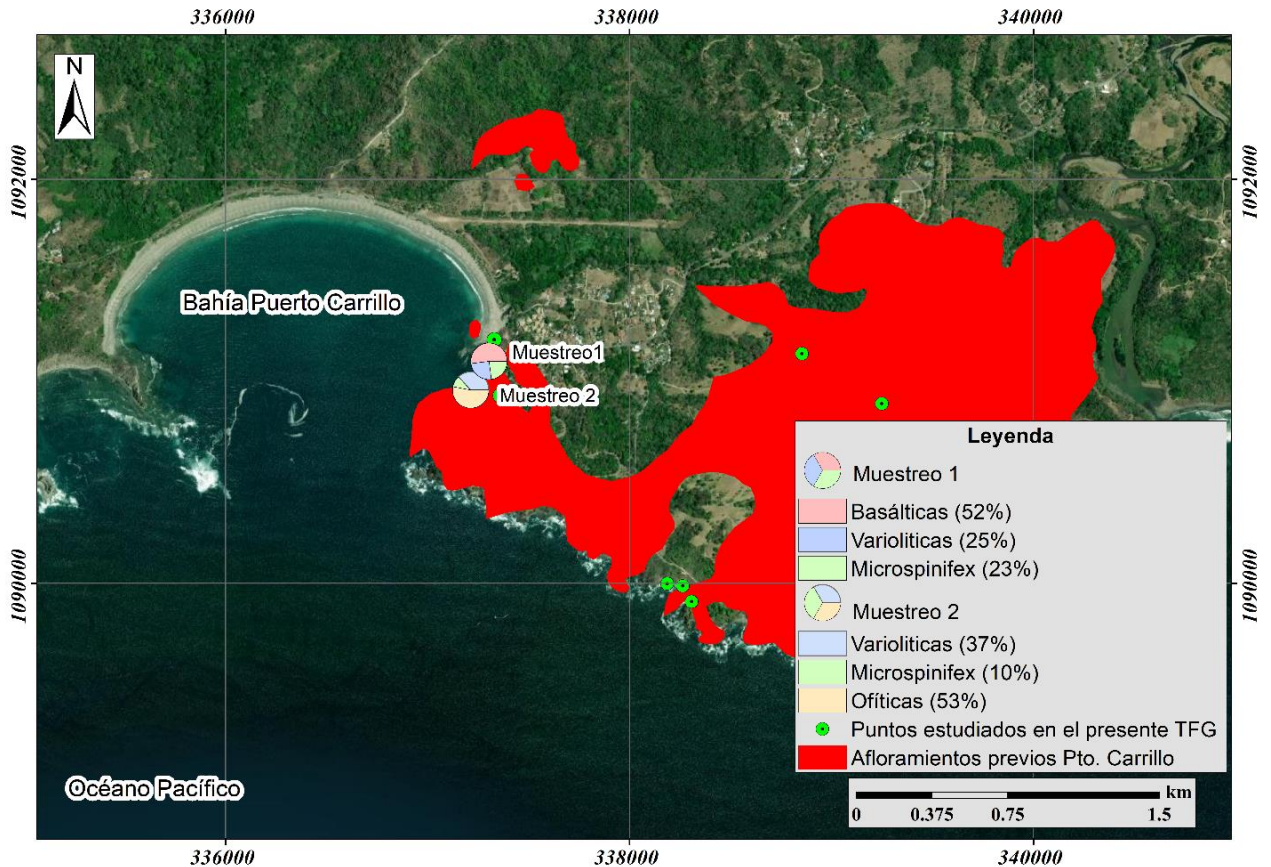 336000
338000
340000
N
1092000
1092000
Bahía Puerto Carrillo
Muestreo1
Muestreo 2
Leyenda
Muestreo 1
Basálticas (52%)
Varioliticas (25%)
Microspinifex (23%)
Muestreo 2
Varioliticas (37%)
Microspinifex (10%)
Ofíticas (53%)
Puntos estudiados en el presente TFG
Afloramientos previos Pto. Carrillo
1090000
1090000
km
0 0.375 0.75 1.5
Océano Pacífico
336000
338000
340000